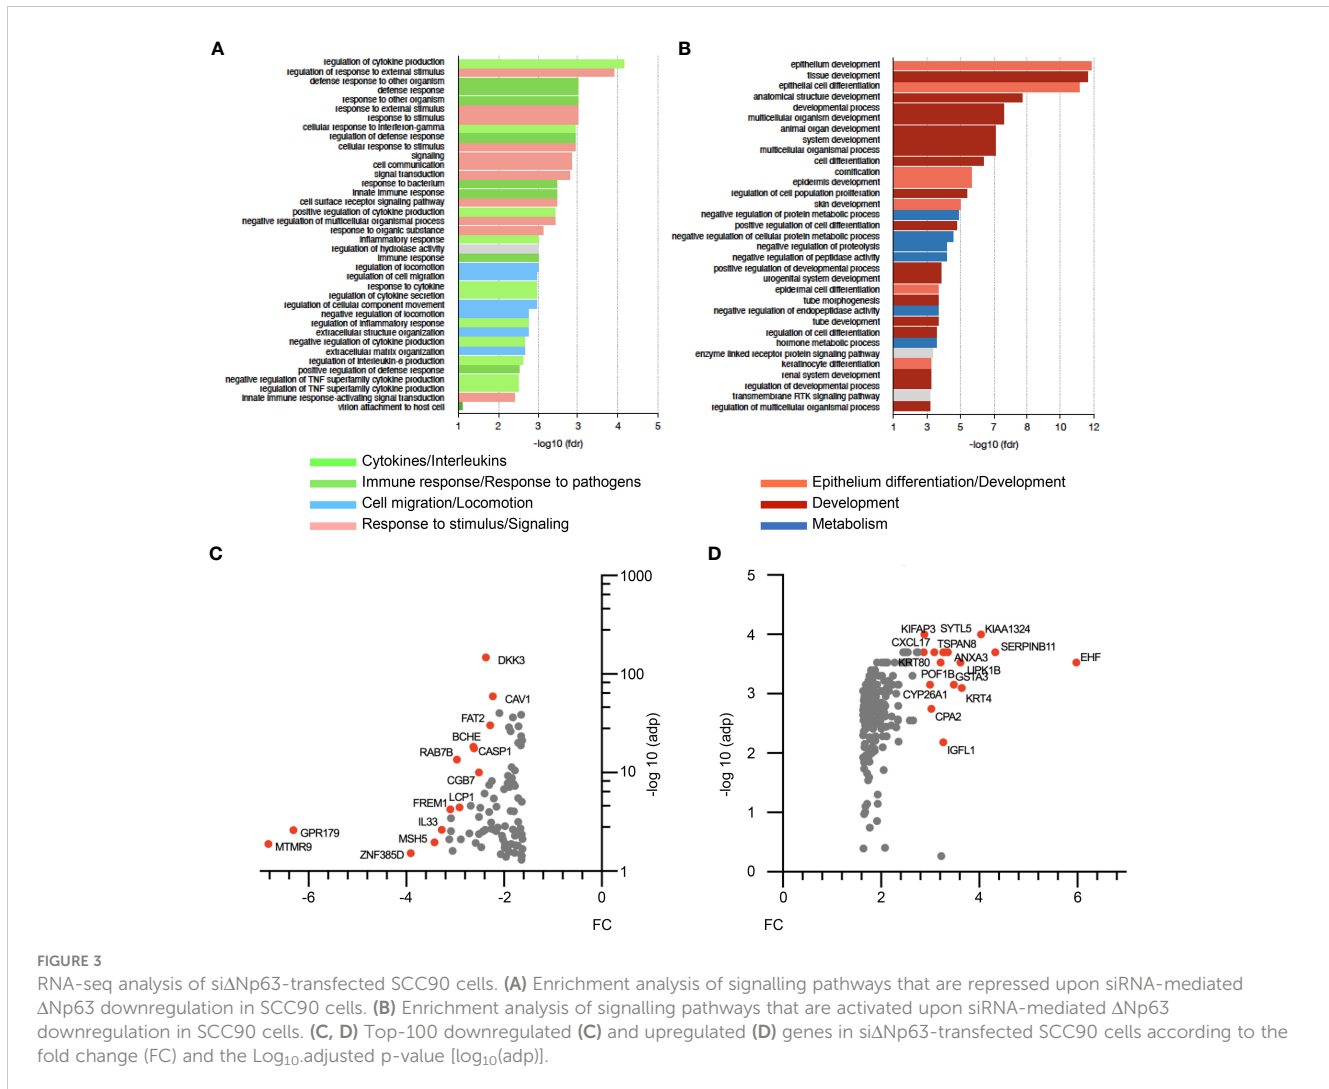 A
regulation of cytokine production
regulation of response to external stimulus
defense response to other organism
defense response
response to other organism
response to external stimulus
response to stimulus
cellular response to interferon-gamma
regulation of defense response
cellular response to stimulus
signaling
cell communication
signal transduction
response to bacterium
innate immune response
cell surface receptor signaling pathway
positive regulation of cytokine production
negative regulation of multicellular organismal process
response to organic substance
inflammatory response
regulation of hydrolase activity
immune response
regulation of locomotion
regulation of cell migration
response to cytokine
regulation of cytokine secretion
regulation of cellular component movement
negative regulation of locomotion
regulation of inflammatory response
extracellular structure organization
negative regulation of cytokine production
extracellular matrix organization
regulation of interleukin-6 production
positive regulation of defense response
negative regulation of TNF superfamily cytokine production
regulation of TNF superfamily cytokine production
innate immune response-activating signal transduction
virion attachment to host cell
1 2 3 3 4 5
-log10 (fdr)
Cytokines/Interleukins
Immune response/Response to pathogens
Cell migration/Locomotion
Response to stimulus/Signaling
B
epithelium development
tissue development
epithelial cell differentiation
anatomical structure development
developmental process
multicellular organism development
animal organ development
system development
multicellular organismal process
cell differentiation
cornification
epidermis development
regulation of cell population proliferation
skin development
negative regulation of protein metabolic process
positive regulation of cell differentiation
negative regulation of cellular protein metabolic process
negative regulation of proteolysis
negative regulation of peptidase activity
positive regulation of developmental process
urogenital system development
epidermal cell differentiation
tube morphogenesis
negative regulation of endopeptidase activity
tube development
regulation of cell differentiation
hormone metabolic process
enzyme linked receptor protein signaling pathway
keratinocyte differentiation
renal system development
regulation of developmental process
transmembrane RTK signaling pathway
regulation of multicellular organismal process
1 3 5 7 9 10 12
-log10 (fdr)
Epithelium differentiation/Development
Development
Metabolism
C
1000
100
10
1
-log 10 (adp)
DKK3
CAV1
FAT2
BCHE
RAB7B
CASP1
CGB7
LCP1
FREM1
IL33
GPR179
MSH5
MTMR9
ZNF385D
-6 -4 -2 0
FC
D
5
4
3
2
1
0
-log 10 (adp)
KIFAP3 SYTL5 KIAA1324
CXCL17 TSPAN8 SERPINB11
KRT80 ANXA3 EHF
POF1B LIPK1B
GSTA3
CYP26A1 KRT4
CPA2
IGFL1
0 2 4 6
FC
FIGURE 3
RNA-seq analysis of siΔNp63-transfected SCC90 cells. (A) Enrichment analysis of signalling pathways that are repressed upon siRNA-mediated
ΔNp63 downregulation in SCC90 cells. (B) Enrichment analysis of signalling pathways that are activated upon siRNA-mediated ΔNp63
downregulation in SCC90 cells. (C, D) Top-100 downregulated (C) and upregulated (D) genes in siΔNp63-transfected SCC90 cells according to the
fold change (FC) and the Log₁₀.adjusted p-value [log₁₀(adp)].